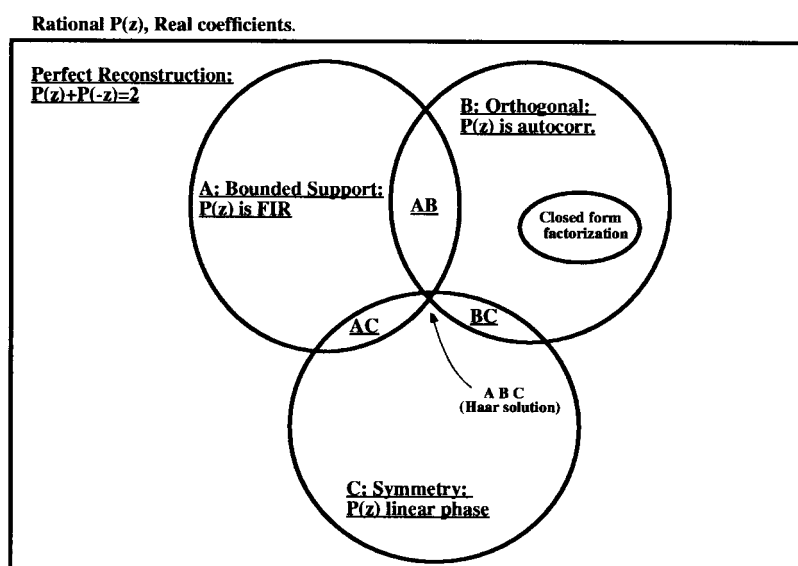 Rational P(z), Real coefficients.
Perfect Reconstruction:
P(z)+P(-z)=2
B: Orthogonal:
P(z) is autocorr.
A: Bounded Support:
P(z) is FIR
AB
Closed form
factorization
AC
BC
A B C
(Haar solution)
C: Symmetry:
P(z) linear phase